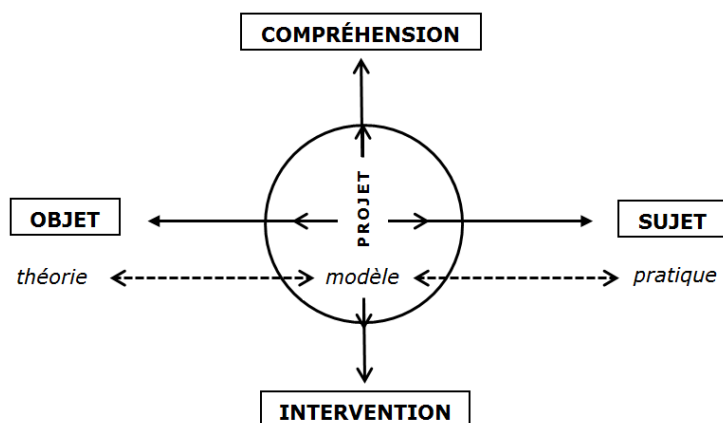 COMPRÉHENSION
PROJET
OBJET
SUJET
théorie
modèle
pratique
INTERVENTION